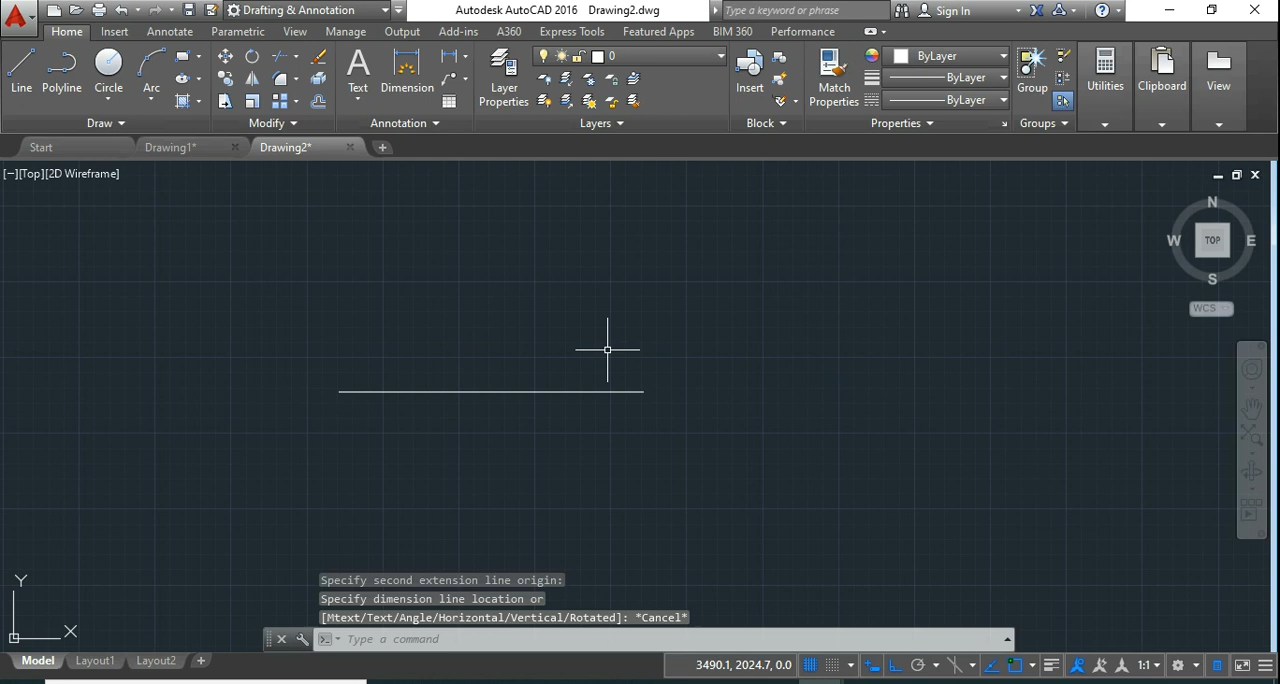 Drafting & Annotation Autodesk AutoCAD 2016 Drawing2.dwg Type a keyword or phrase Sign In
Home Insert Annotate Parametric View Manage Output Add-ins A360 Express Tools Featured Apps BIM 360 Performance
Line Polyline Circle Arc Text Dimension Layer Properties 0 Insert Match Properties ByLayer ByLayer ByLayer Group Utilities Clipboard View
Draw Modify Annotation Layers Block Properties Groups
Start Drawing1* Drawing2*
[−][Top][2D Wireframe]
N
W TOP E
S
WCS
Specify second extension line origin:
Y
Specify dimension line location or
[Mtext/Text/Angle/Horizontal/Vertical/Rotated]: *Cancel*
X
Type a command
Model Layout1 Layout2 3490.1, 2024.7, 0.0 1:1